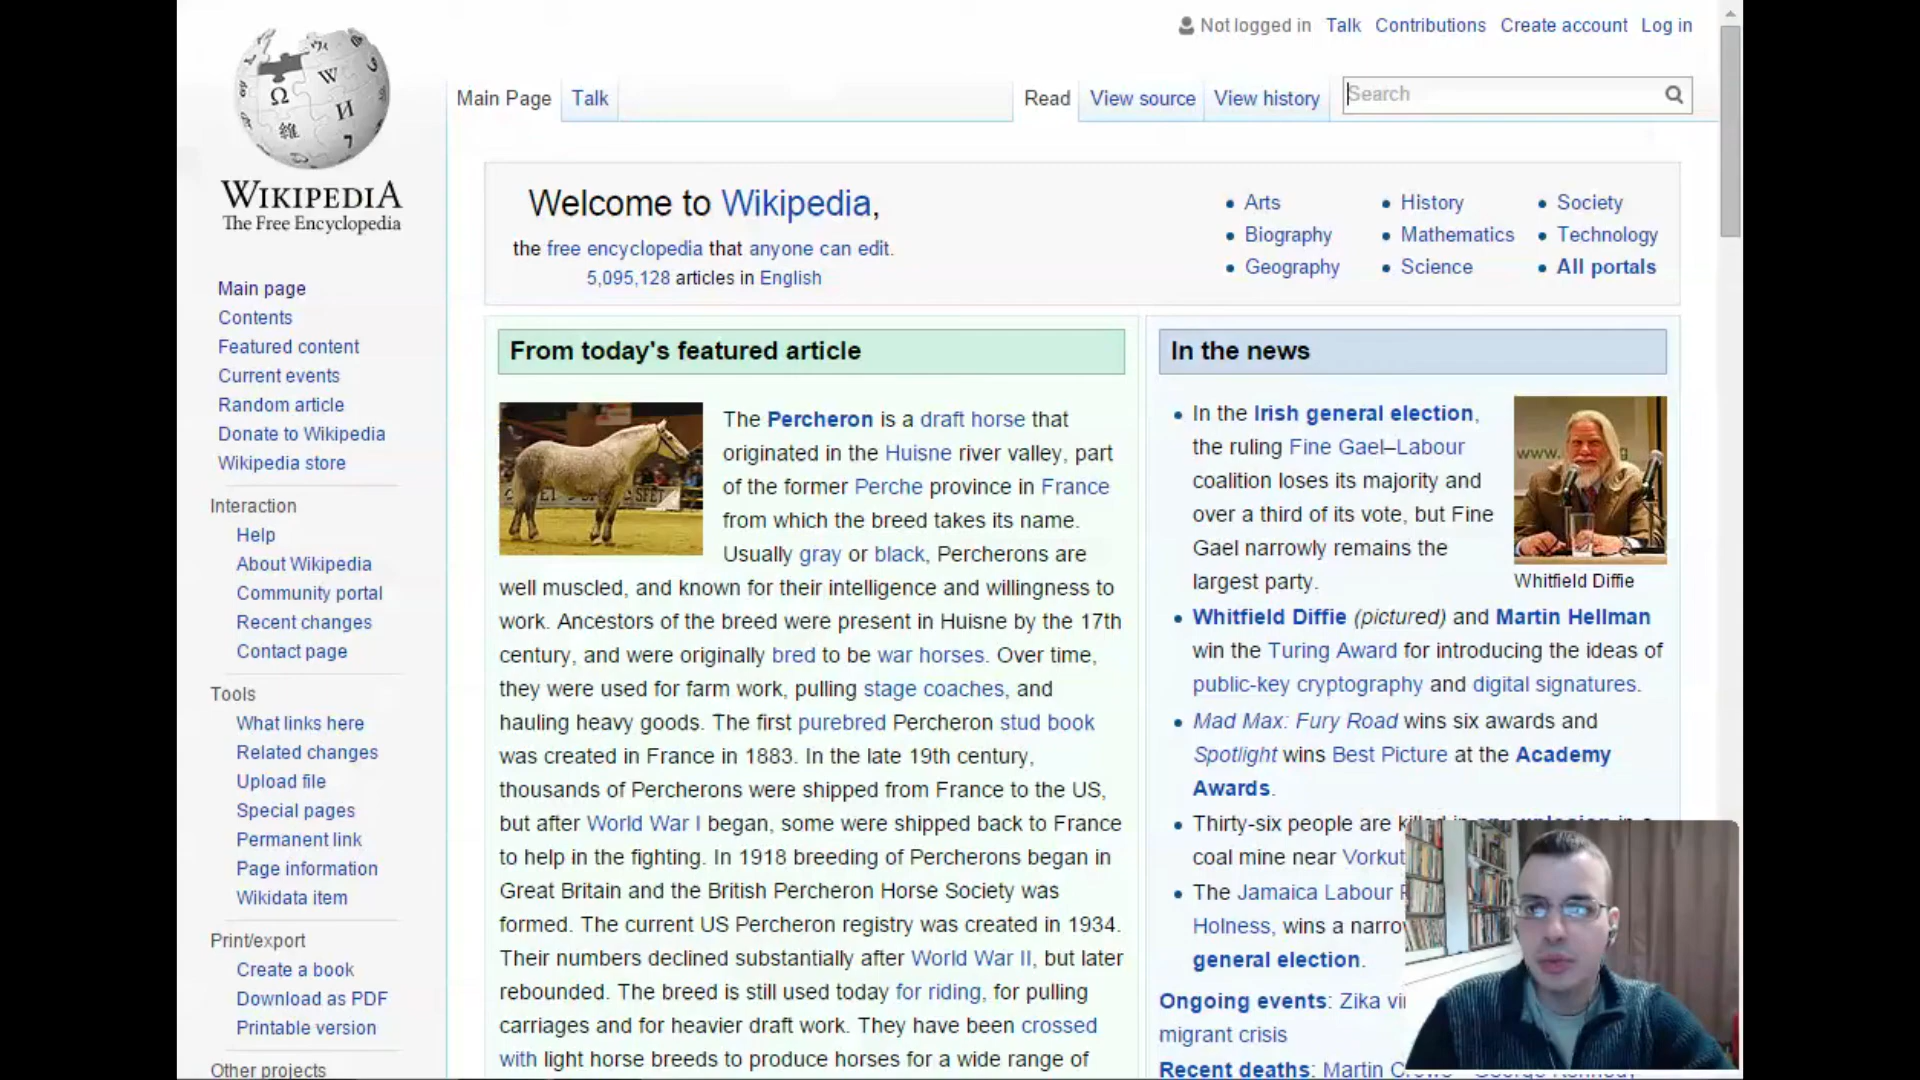 Not logged in Talk Contributions Create account Log in
Main Page Talk Read View source View history Search
WIKIPEDIA
The Free Encyclopedia
Main page
Contents
Featured content
Current events
Random article
Donate to Wikipedia
Wikipedia store
Interaction
Help
About Wikipedia
Community portal
Recent changes
Contact page
Tools
What links here
Related changes
Upload file
Special pages
Permanent link
Page information
Wikidata item
Print/export
Create a book
Download as PDF
Printable version
Other projects
Welcome to Wikipedia,
the free encyclopedia that anyone can edit.
5,095,128 articles in English
Arts
Biography
Geography
History
Mathematics
Science
Society
Technology
All portals
From today's featured article
The Percheron is a draft horse that
originated in the Huisne river valley, part
of the former Perche province in France
from which the breed takes its name.
Usually gray or black, Percherons are
well muscled, and known for their intelligence and willingness to
work. Ancestors of the breed were present in Huisne by the 17th
century, and were originally bred to be war horses. Over time,
they were used for farm work, pulling stage coaches, and
hauling heavy goods. The first purebred Percheron stud book
was created in France in 1883. In the late 19th century,
thousands of Percherons were shipped from France to the US,
but after World War I began, some were shipped back to France
to help in the fighting. In 1918 breeding of Percherons began in
Great Britain and the British Percheron Horse Society was
formed. The current US Percheron registry was created in 1934.
Their numbers declined substantially after World War II, but later
rebounded. The breed is still used today for riding, for pulling
carriages and for heavier draft work. They have been crossed
with light horse breeds to produce horses for a wide range of
In the news
In the Irish general election,
the ruling Fine Gael–Labour
coalition loses its majority and
over a third of its vote, but Fine
Gael narrowly remains the
largest party.
Whitfield Diffie
Whitfield Diffie (pictured) and Martin Hellman
win the Turing Award for introducing the ideas of
public-key cryptography and digital signatures.
Mad Max: Fury Road wins six awards and
Spotlight wins Best Picture at the Academy
Awards.
Thirty-six people are killed in an explosion in a
coal mine near Vorkut
The Jamaica Labour
Holness, wins a narro
general election.
Ongoing events: Zika vi
migrant crisis
Recent deaths: Martin